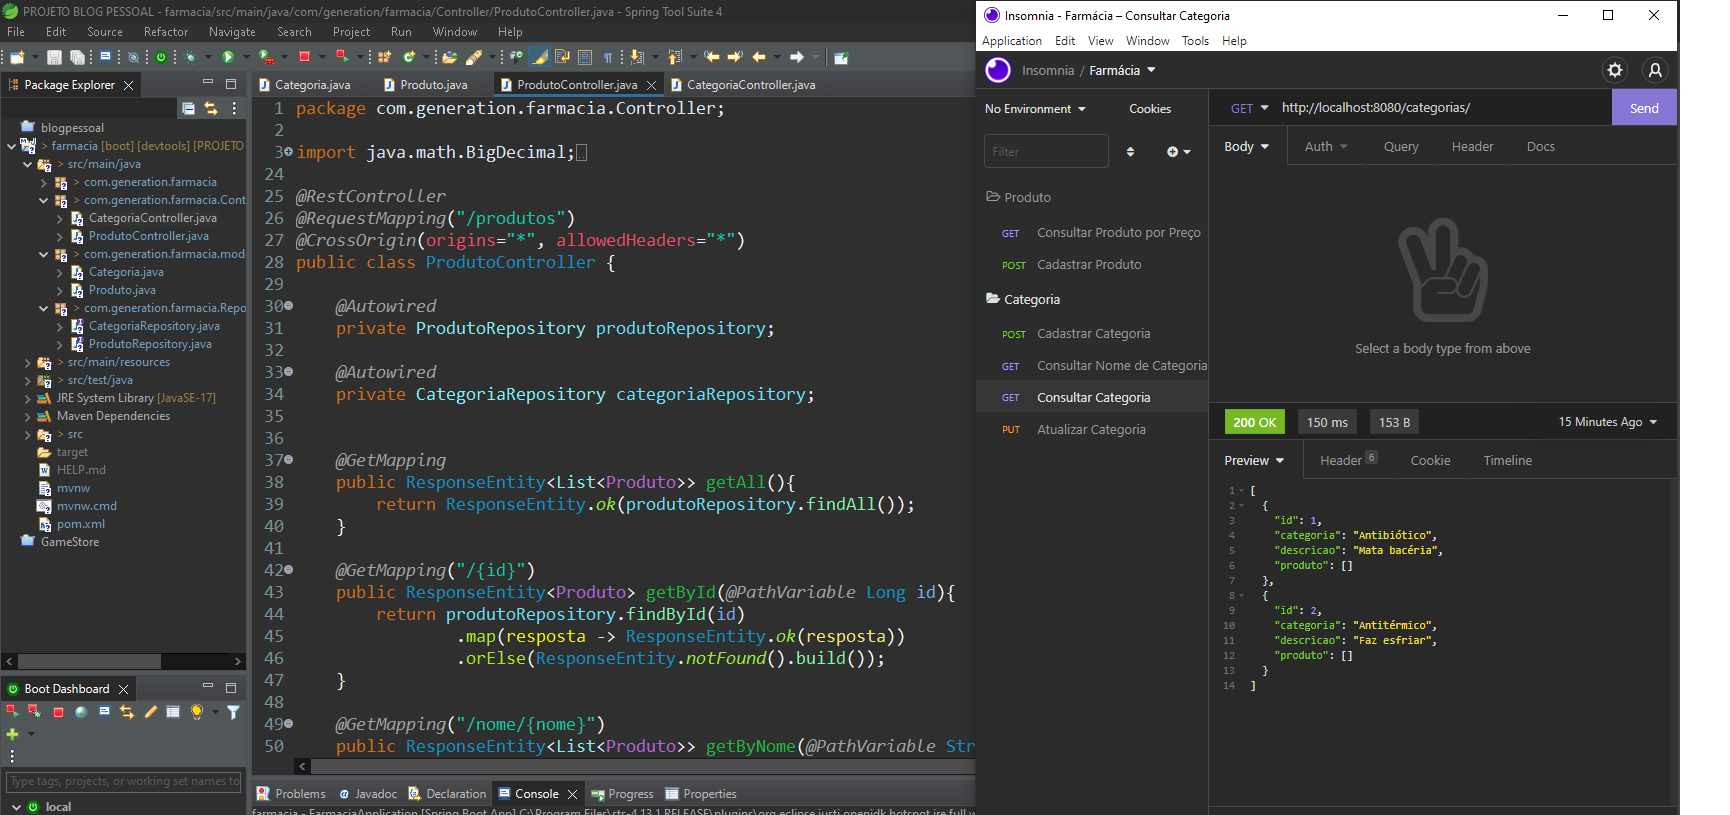 PROJETO BLOG PESSOAL - farmacia/src/main/java/com/generation/farmacia/Controller/ProdutoController.java - Spring Tool Suite 4
File Edit Source Refactor Navigate Search Project Run Window Help
Package Explorer
blogpessoal
> farmacia [boot] [devtools] [PROJETO
> src/main/java
> com.generation.farmacia
> com.generation.farmacia.Cont
CategoriaController.java
ProdutoController.java
> com.generation.farmacia.mod
Categoria.java
Produto.java
> com.generation.farmacia.Repo
CategoriaRepository.java
ProdutoRepository.java
> src/main/resources
> src/test/java
JRE System Library [JavaSE-17]
Maven Dependencies
> src
target
HELP.md
mvnw
mvnw.cmd
pom.xml
GameStore
Boot Dashboard
Type tags, projects, or working set names to
local
Categoria.java Produto.java ProdutoController.java CategoriaController.java
1 package com.generation.farmacia.Controller;
2
3 import java.math.BigDecimal;
24
25 @RestController
26 @RequestMapping("/produtos")
27 @CrossOrigin(origins="*", allowedHeaders="*")
28 public class ProdutoController {
29
30 @Autowired
31 private ProdutoRepository produtoRepository;
32
33 @Autowired
34 private CategoriaRepository categoriaRepository;
35
36
37 @GetMapping
38 public ResponseEntity<List<Produto>> getAll(){
39 return ResponseEntity.ok(produtoRepository.findAll());
40 }
41
42 @GetMapping("/{id}")
43 public ResponseEntity<Produto> getById(@PathVariable Long id){
44 return produtoRepository.findById(id)
45 .map(resposta -> ResponseEntity.ok(resposta))
46 .orElse(ResponseEntity.notFound().build());
47 }
48
49 @GetMapping("/nome/{nome}")
50 public ResponseEntity<List<Produto>> getByNome(@PathVariable Str
Problems Javadoc Declaration Console Progress Properties
farmacia - FarmaciaApplication [Spring Boot App] C:\Program Files\sts-4.13.1.RELEASE\plugins\org.eclipse.justj.openjdk.hotspot.jre.full.w
Insomnia - Farmácia – Consultar Categoria
Application Edit View Window Tools Help
Insomnia / Farmácia
No Environment Cookies
Filter
Produto
GET Consultar Produto por Preço
POST Cadastrar Produto
Categoria
POST Cadastrar Categoria
GET Consultar Nome de Categoria
GET Consultar Categoria
PUT Atualizar Categoria
GET http://localhost:8080/categorias/ Send
Body Auth Query Header Docs
Select a body type from above
200 OK 150 ms 153 B 15 Minutes Ago
Preview Header 6 Cookie Timeline
1 [
2 {
3 "id": 1,
4 "categoria": "Antibiótico",
5 "descricao": "Mata bacéria",
6 "produto": []
7 },
8 {
9 "id": 2,
10 "categoria": "Antitérmico",
11 "descricao": "Faz esfriar",
12 "produto": []
13 }
14 ]